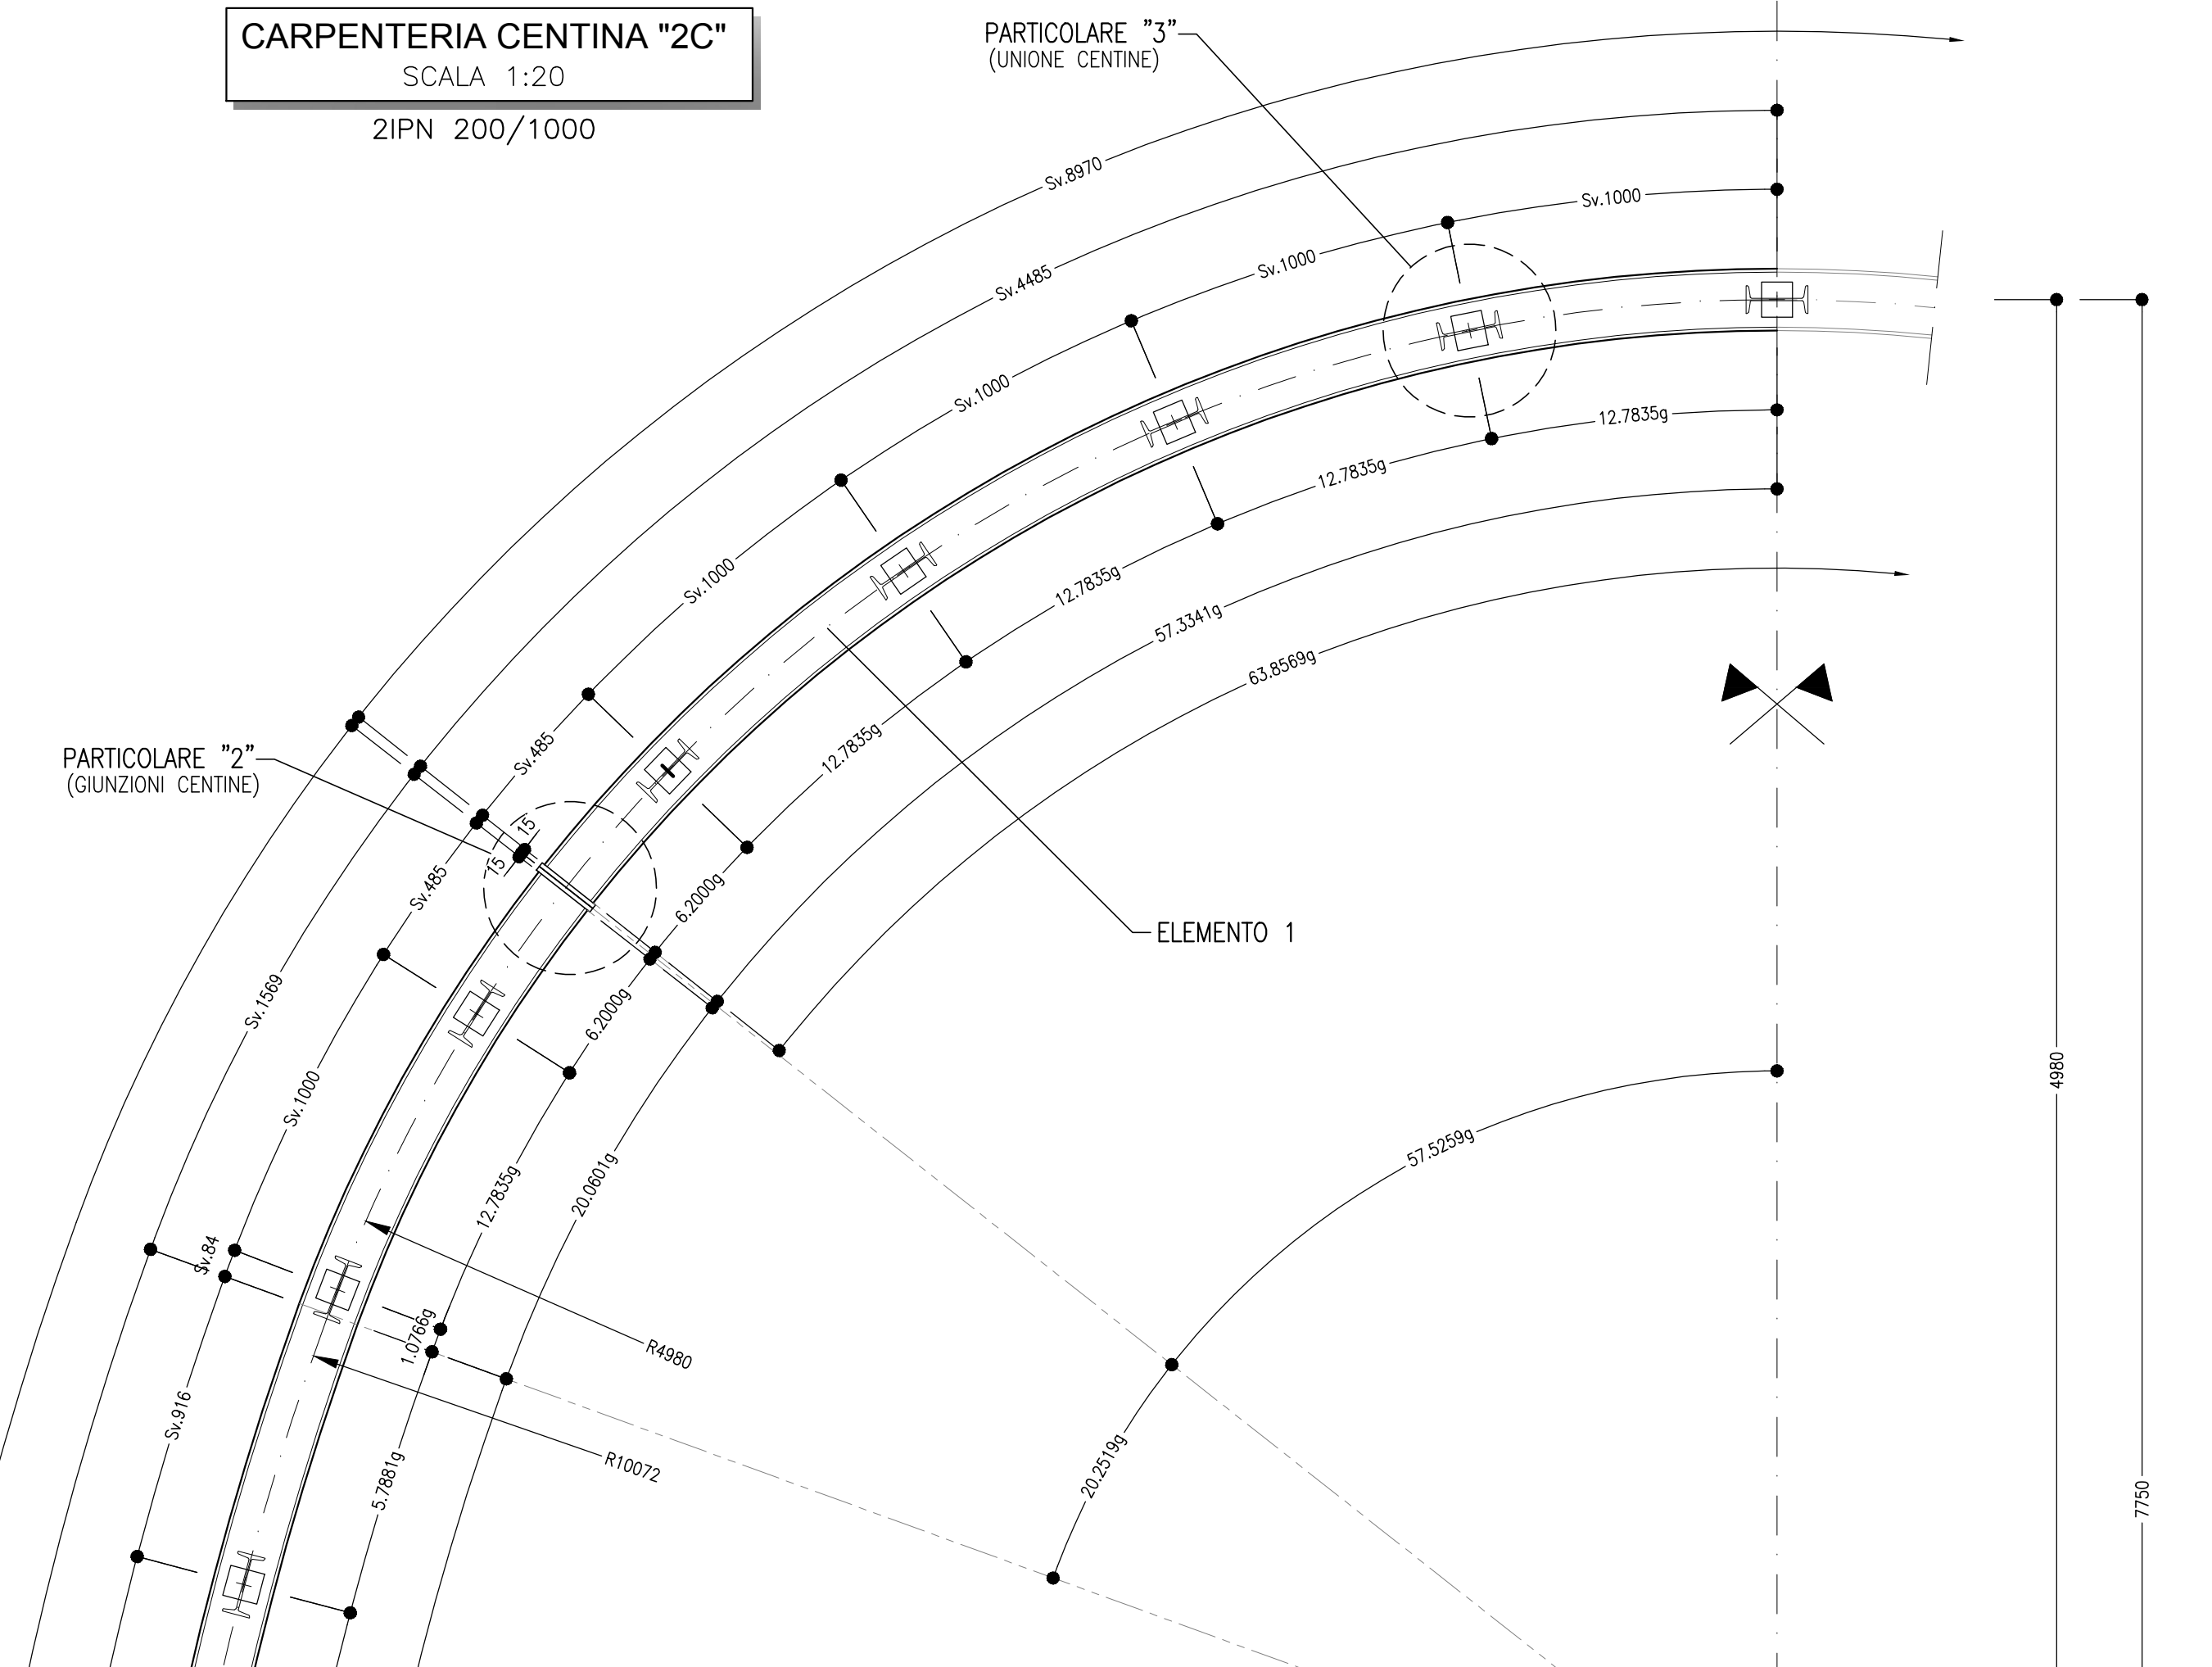 CARPENTERIA CENTINA "2C"
SCALA 1:20
2IPN 200/1000
PARTICOLARE "3"
(UNIONE CENTINE)
Sv.8970
Sv.4485
Sv.1000
Sv.1000
Sv.1000
Sv.1000
Sv.485
12.7835g
12.7835g
12.7835g
12.7835g
57.3341g
63.8569g
PARTICOLARE "2"
(GIUNZIONI CENTINE)
15
15
Sv.485
6.2000g
6.2000g
ELEMENTO 1
Sv.1569
Sv.1000
Sv.84
Sv.916
12.7835g
20.0601g
1.0766g
5.7881g
R4980
R10072
57.5259g
20.2519g
4980
7750